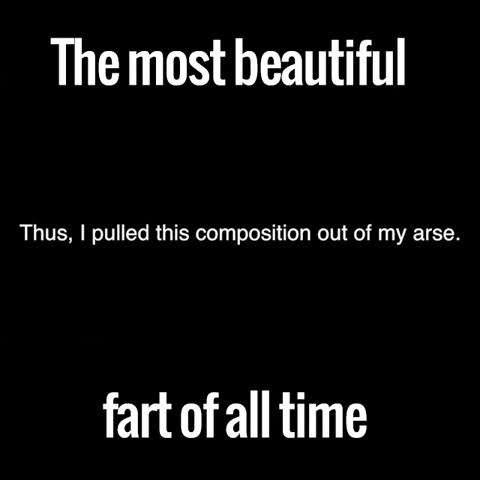 The most beautiful
Thus, I pulled this composition out of my arse.
fart of all time